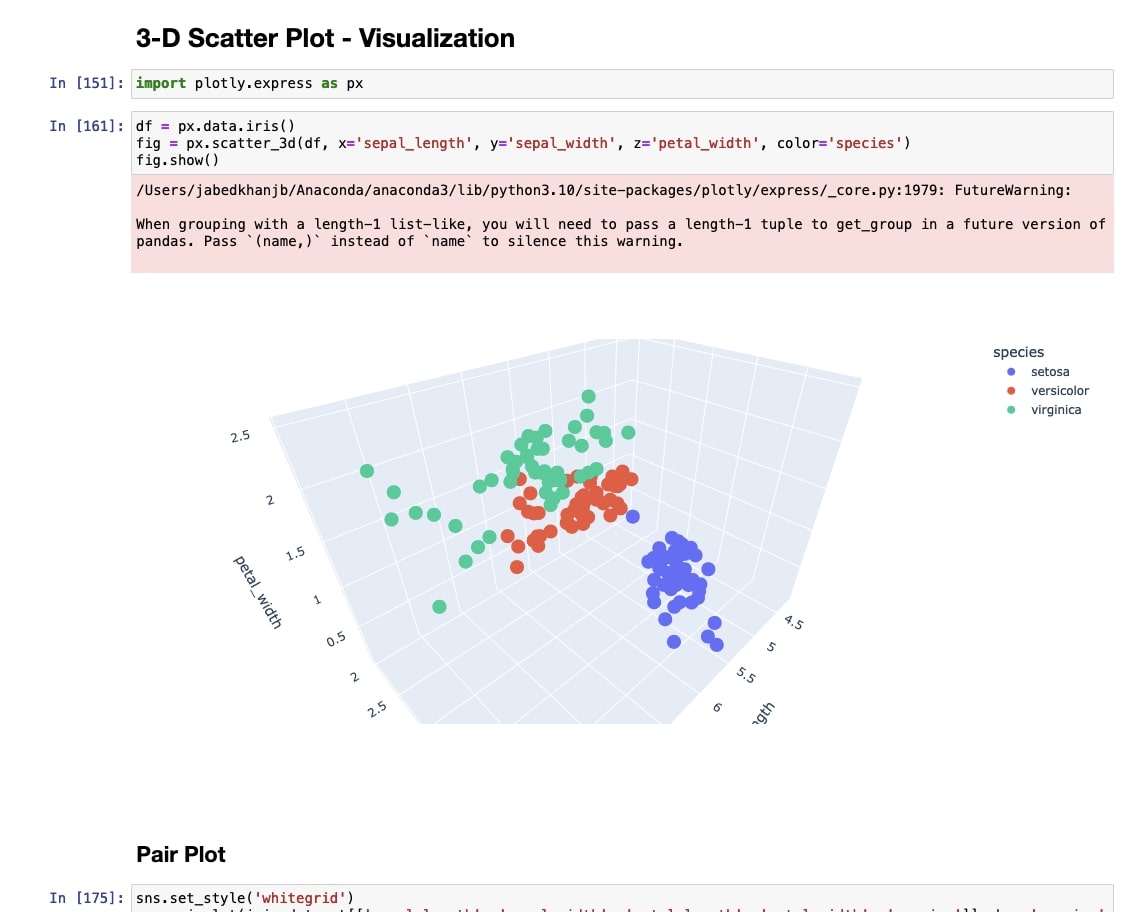 3-D Scatter Plot - Visualization
In [151]: import plotly.express as px
In [161]: df = px.data.iris()
fig = px.scatter_3d(df, x='sepal_length', y='sepal_width', z='petal_width', color='species')
fig.show()
/Users/jabedkhanjb/Anaconda/anaconda3/lib/python3.10/site-packages/plotly/express/_core.py:1979: FutureWarning:
When grouping with a length-1 list-like, you will need to pass a length-1 tuple to get_group in a future version of
pandas. Pass `(name,)` instead of `name` to silence this warning.
species
setosa
versicolor
virginica
2.5
2
1.5
1
0.5
petal_width
2
2.5
4.5
5
5.5
6
gth
Pair Plot
In [175]: sns.set_style('whitegrid')